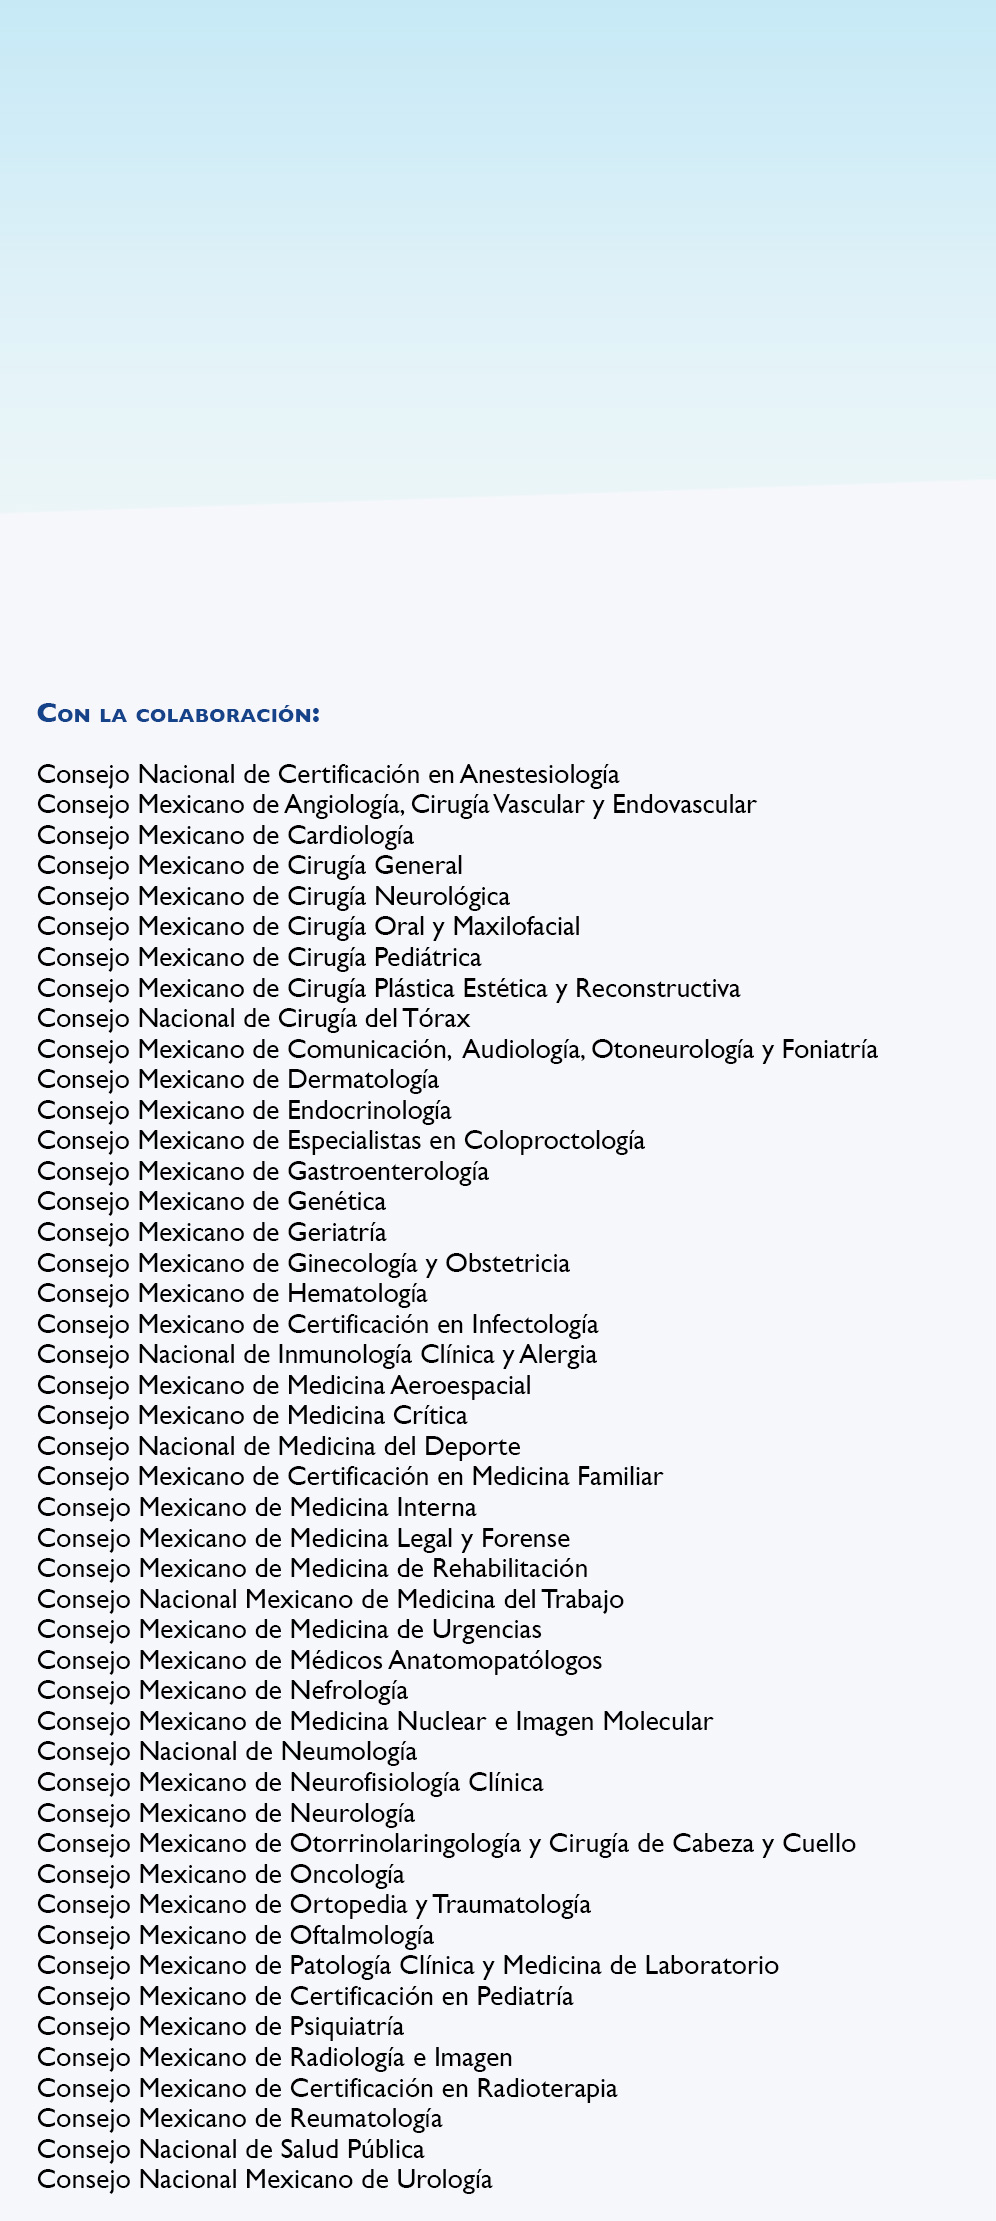 Con la colaboración:
Consejo Nacional de Certificación en Anestesiología
Consejo Mexicano de Angiología, Cirugía Vascular y Endovascular
Consejo Mexicano de Cardiología
Consejo Mexicano de Cirugía General
Consejo Mexicano de Cirugía Neurológica
Consejo Mexicano de Cirugía Oral y Maxilofacial
Consejo Mexicano de Cirugía Pediátrica
Consejo Mexicano de Cirugía Plástica Estética y Reconstructiva
Consejo Nacional de Cirugía del Tórax
Consejo Mexicano de Comunicación, Audiología, Otoneurología y Foniatría
Consejo Mexicano de Dermatología
Consejo Mexicano de Endocrinología
Consejo Mexicano de Especialistas en Coloproctología
Consejo Mexicano de Gastroenterología
Consejo Mexicano de Genética
Consejo Mexicano de Geriatría
Consejo Mexicano de Ginecología y Obstetricia
Consejo Mexicano de Hematología
Consejo Mexicano de Certificación en Infectología
Consejo Nacional de Inmunología Clínica y Alergia
Consejo Mexicano de Medicina Aeroespacial
Consejo Mexicano de Medicina Crítica
Consejo Nacional de Medicina del Deporte
Consejo Mexicano de Certificación en Medicina Familiar
Consejo Mexicano de Medicina Interna
Consejo Mexicano de Medicina Legal y Forense
Consejo Mexicano de Medicina de Rehabilitación
Consejo Nacional Mexicano de Medicina del Trabajo
Consejo Mexicano de Medicina de Urgencias
Consejo Mexicano de Médicos Anatomopatólogos
Consejo Mexicano de Nefrología
Consejo Mexicano de Medicina Nuclear e Imagen Molecular
Consejo Nacional de Neumología
Consejo Mexicano de Neurofisiología Clínica
Consejo Mexicano de Neurología
Consejo Mexicano de Otorrinolaringología y Cirugía de Cabeza y Cuello
Consejo Mexicano de Oncología
Consejo Mexicano de Ortopedia y Traumatología
Consejo Mexicano de Oftalmología
Consejo Mexicano de Patología Clínica y Medicina de Laboratorio
Consejo Mexicano de Certificación en Pediatría
Consejo Mexicano de Psiquiatría
Consejo Mexicano de Radiología e Imagen
Consejo Mexicano de Certificación en Radioterapia
Consejo Mexicano de Reumatología
Consejo Nacional de Salud Pública
Consejo Nacional Mexicano de Urología